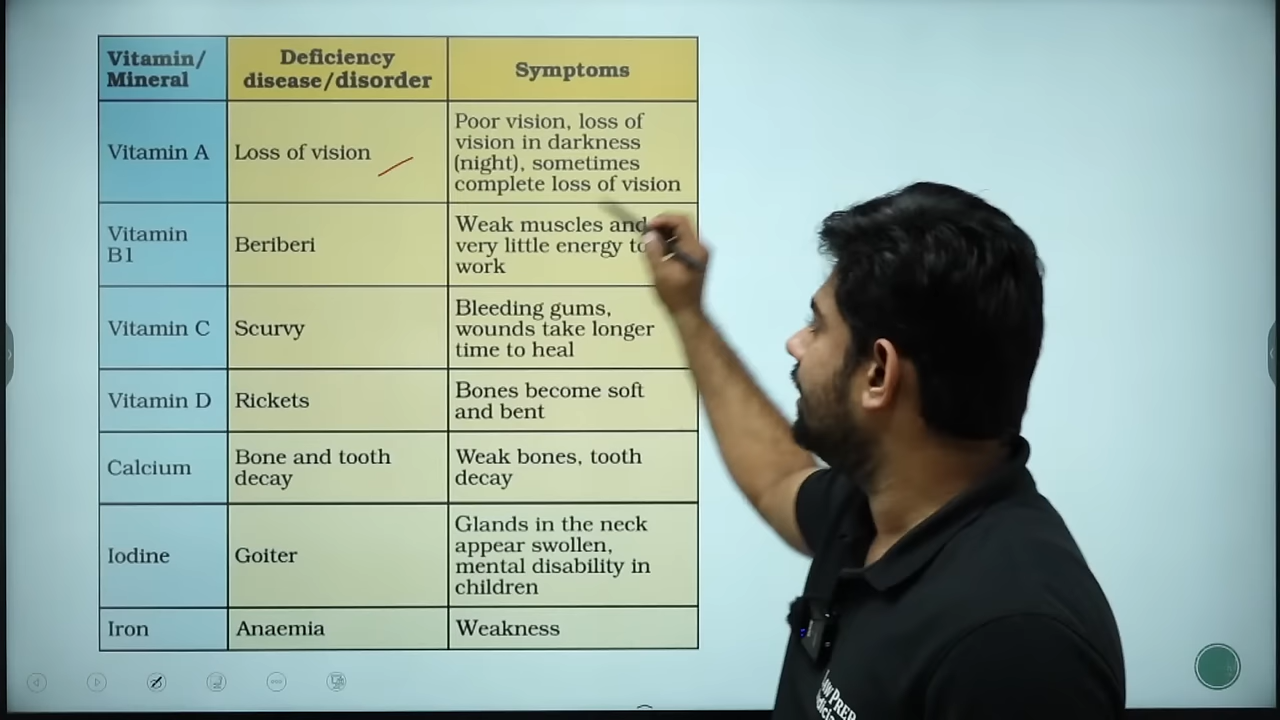 Vitamin/
Mineral
Deficiency
disease/disorder
Symptoms
Vitamin A
Loss of vision
Poor vision, loss of
vision in darkness
(night), sometimes
complete loss of vision
Vitamin
B1
Beriberi
Weak muscles and
very little energy to
work
Vitamin C
Scurvy
Bleeding gums,
wounds take longer
time to heal
Vitamin D
Rickets
Bones become soft
and bent
Calcium
Bone and tooth
decay
Weak bones, tooth
decay
Iodine
Goiter
Glands in the neck
appear swollen,
mental disability in
children
Iron
Anaemia
Weakness
PREP